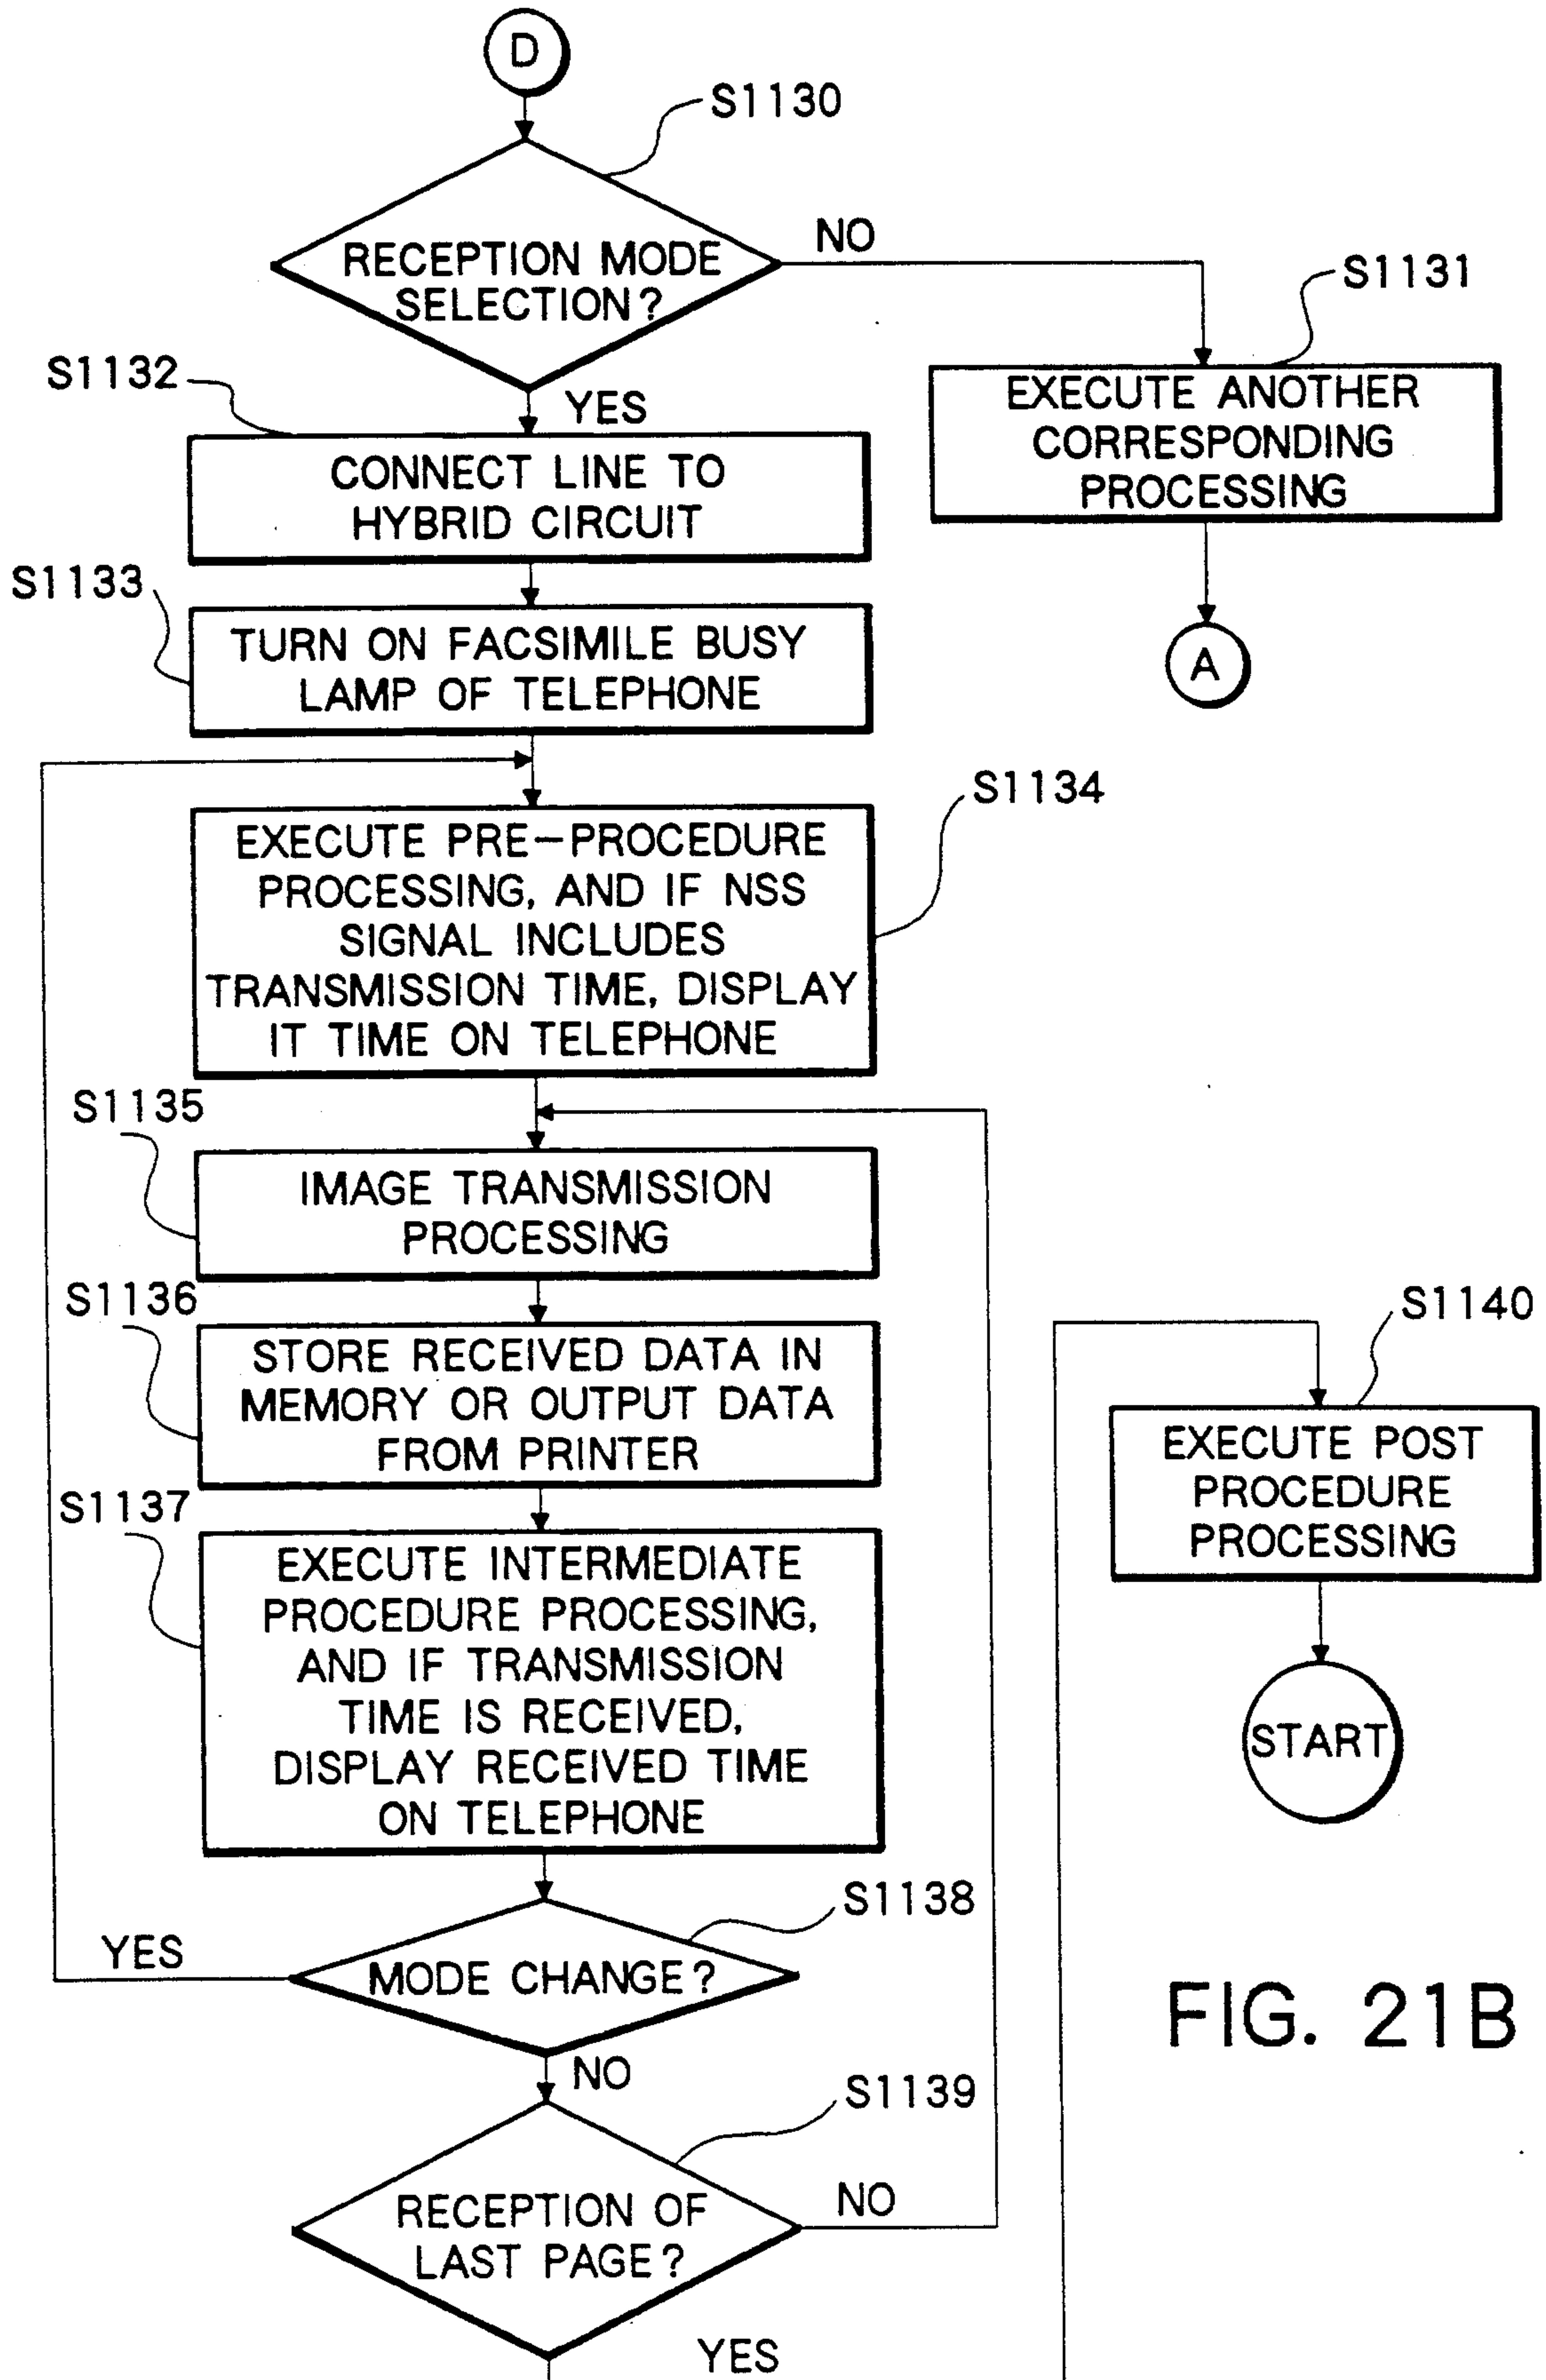 D
S1130
RECEPTION MODE
SELECTION?
NO
S1131
EXECUTE ANOTHER
CORRESPONDING
PROCESSING
A
YES
S1132
CONNECT LINE TO
HYBRID CIRCUIT
S1133
TURN ON FACSIMILE BUSY
LAMP OF TELEPHONE
S1134
EXECUTE PRE-PROCEDURE
PROCESSING, AND IF NSS
SIGNAL INCLUDES
TRANSMISSION TIME, DISPLAY
IT TIME ON TELEPHONE
S1135
IMAGE TRANSMISSION
PROCESSING
S1136
STORE RECEIVED DATA IN
MEMORY OR OUTPUT DATA
FROM PRINTER
S1137
EXECUTE INTERMEDIATE
PROCEDURE PROCESSING,
AND IF TRANSMISSION
TIME IS RECEIVED,
DISPLAY RECEIVED TIME
ON TELEPHONE
S1138
MODE CHANGE?
YES
NO
S1139
RECEPTION OF
LAST PAGE?
NO
YES
S1140
EXECUTE POST
PROCEDURE
PROCESSING
START
FIG. 21B